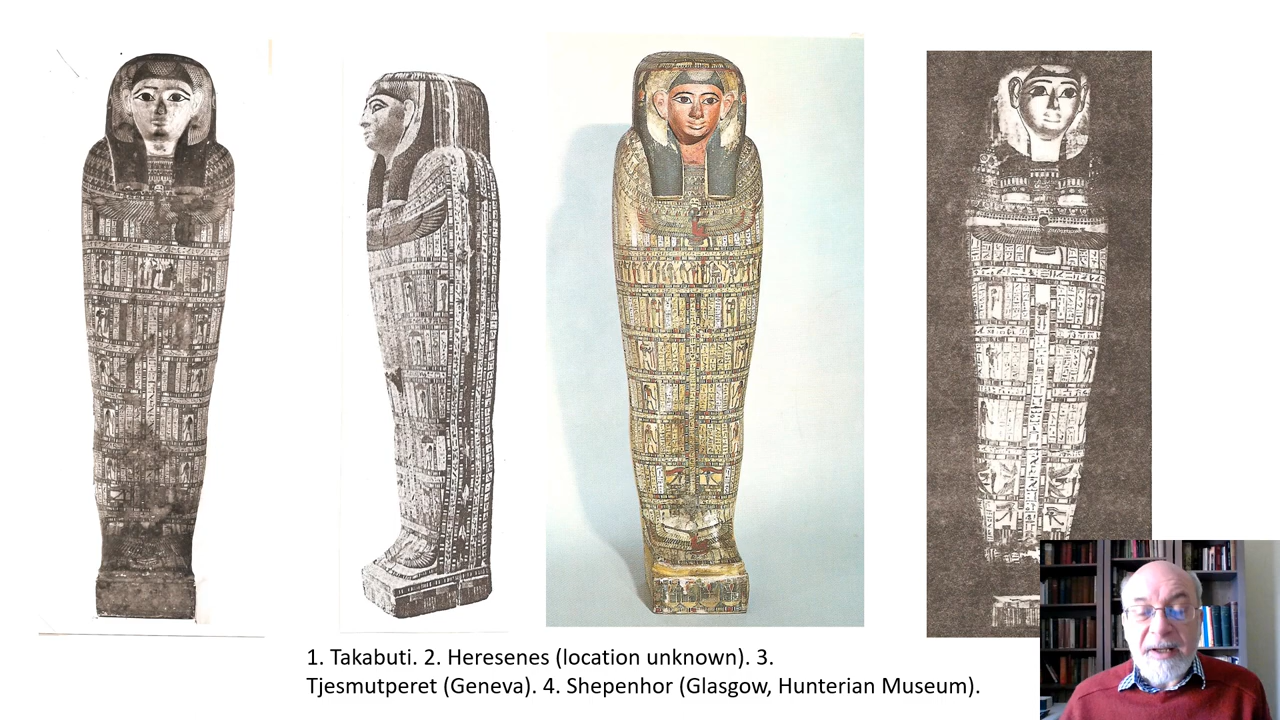 1. Takabuti. 2. Heresenes (location unknown). 3.
Tjesmutperet (Geneva). 4. Shepenhor (Glasgow, Hunterian Museum).